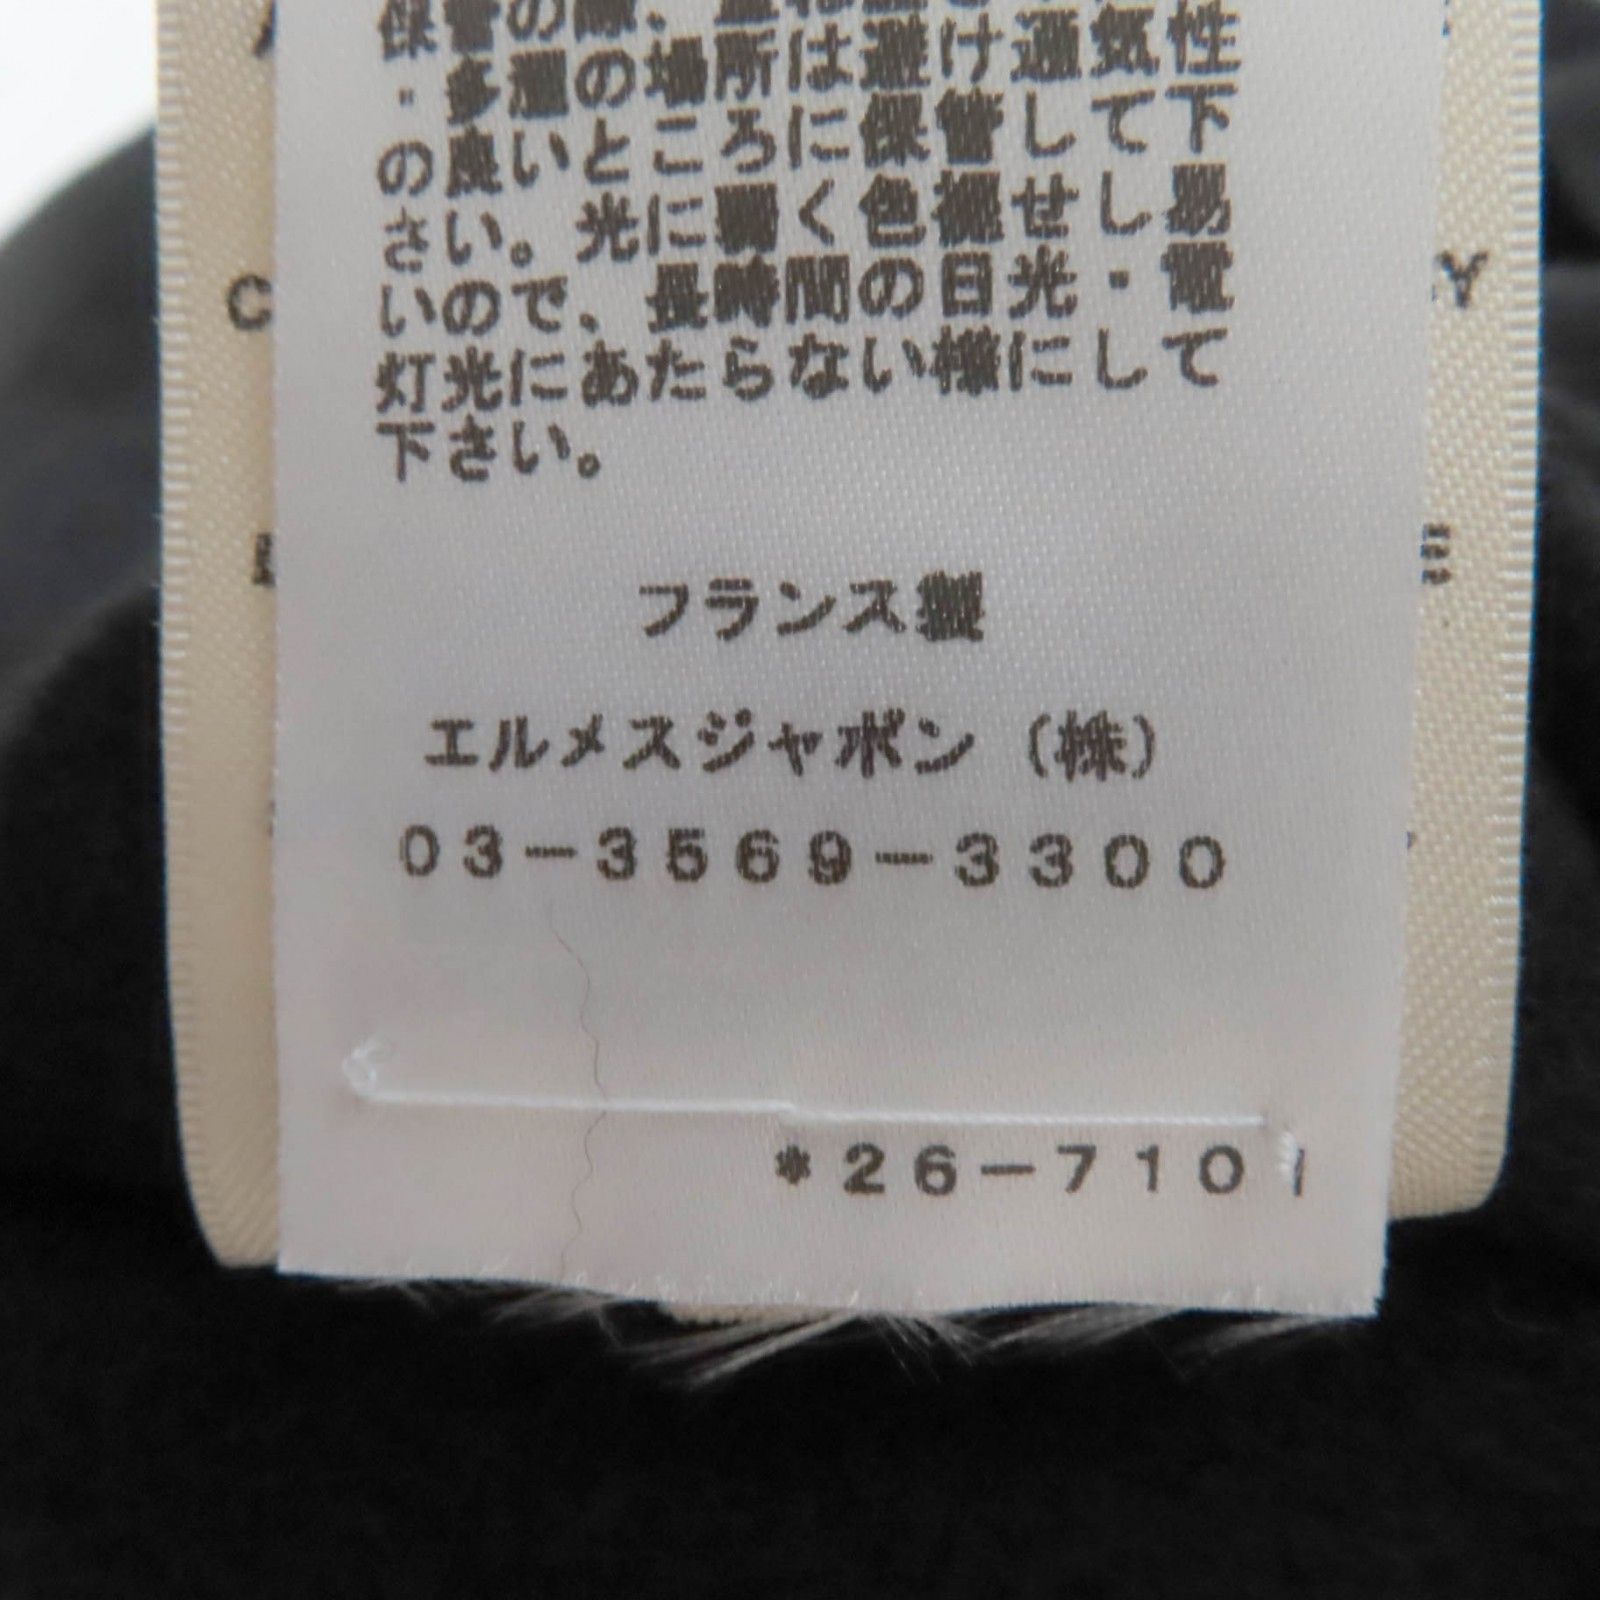 ・多湿の場所は避け通気性
の良いところに保管して下
さい。光に弱く色褪せし易
いので、長時間の日光・電
灯光にあたらない様にして
下さい。
フランス製
エルメスジャポン（株）
03-3569-3300
*26-7101
C
Y